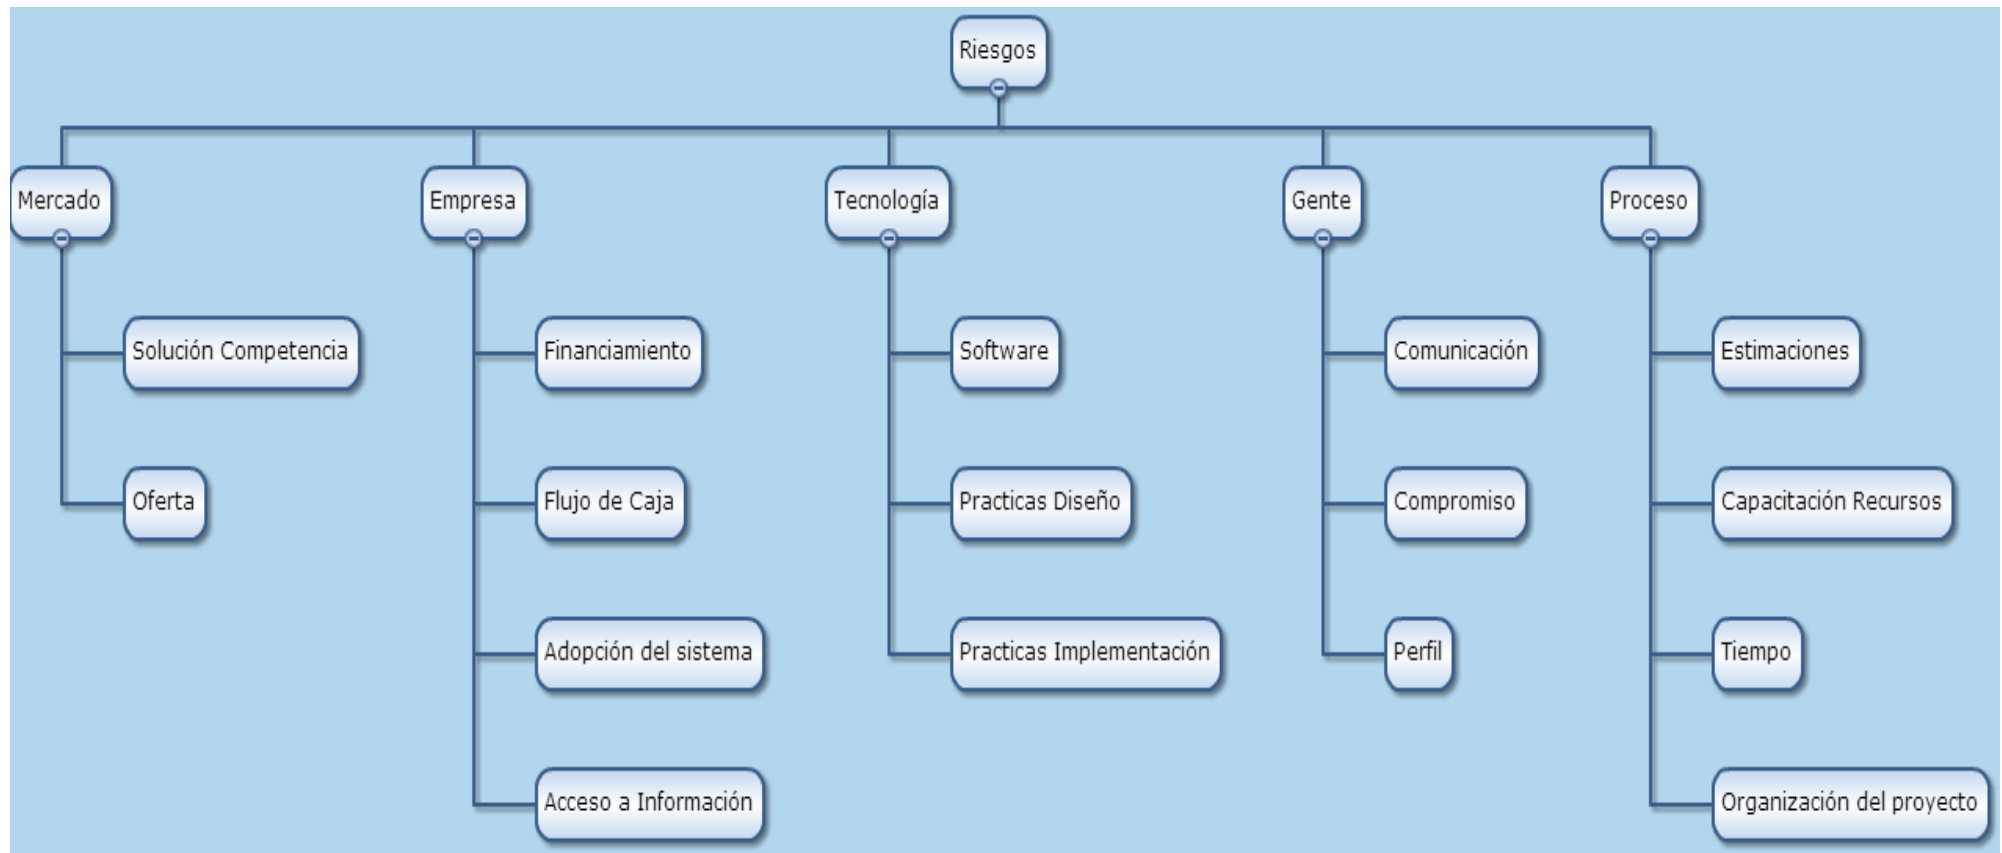 Riesgos
Mercado
Empresa
Tecnología
Gente
Proceso
Solución Competencia
Financiamiento
Software
Comunicación
Estimaciones
Oferta
Flujo de Caja
Practicas Diseño
Compromiso
Capacitación Recursos
Adopción del sistema
Practicas Implementación
Perfil
Tiempo
Acceso a Información
Organización del proyecto